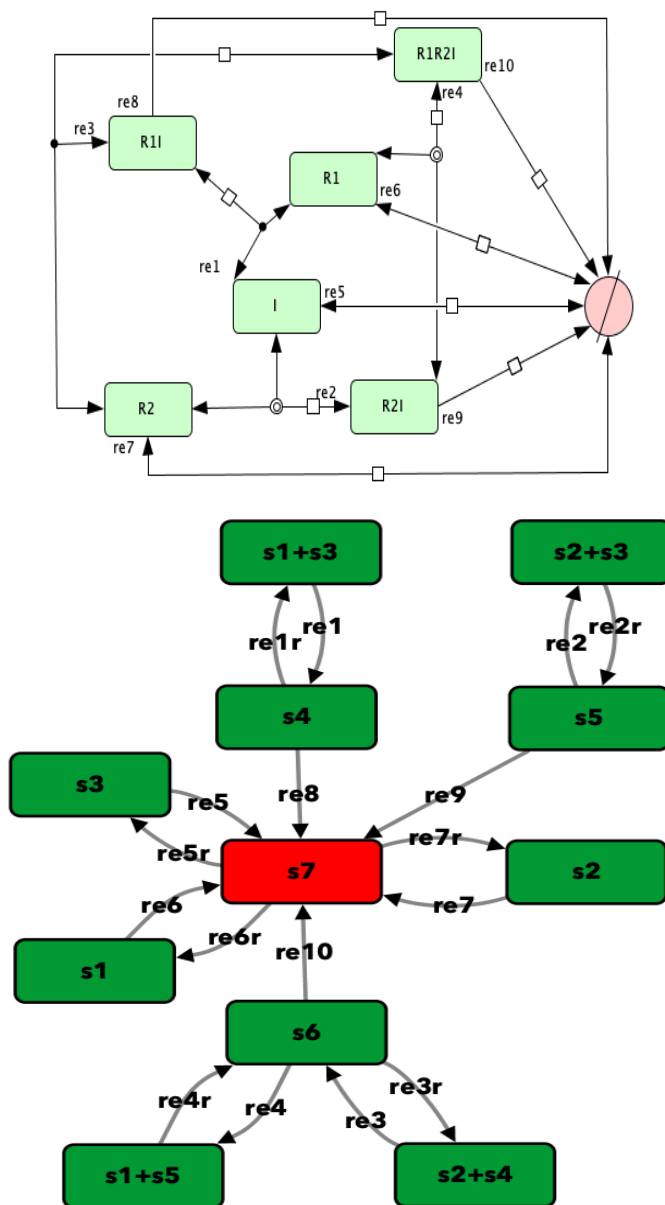 R1R2I
re10
re8
re4
re3
R1I
R1
re6
re1
I
re5
R2
re2
R2I
re7
re9
s1+s3
s2+s3
re1r
re1
re2
re2r
s4
s5
s3
re8
re9
re5
re5r
re7r
s7
s2
re6
re7
re6r
s1
re10
s6
re4r
re4
re3
re3r
s1+s5
s2+s4